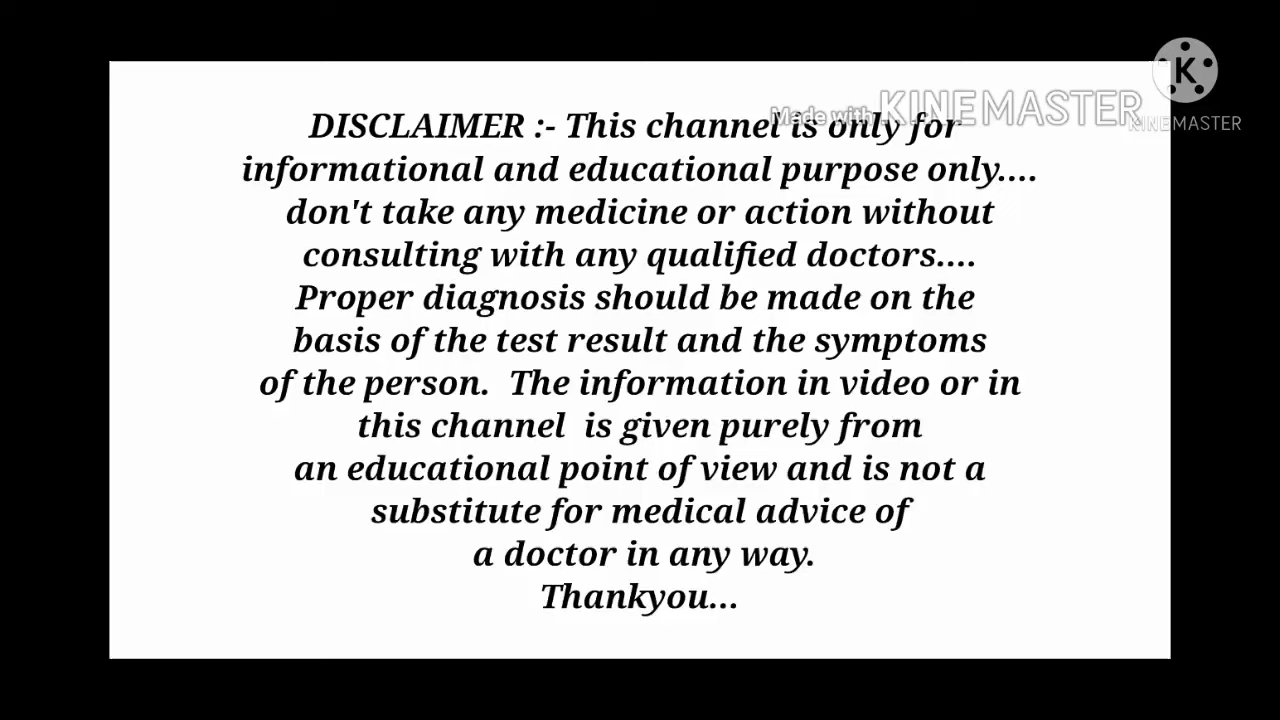 Made with KINEMASTER
KINEMASTER
DISCLAIMER :- This channel is only for
informational and educational purpose only....
don't take any medicine or action without
consulting with any qualified doctors....
Proper diagnosis should be made on the
basis of the test result and the symptoms
of the person.  The information in video or in
this channel  is given purely from
an educational point of view and is not a
substitute for medical advice of
a doctor in any way.
Thankyou...